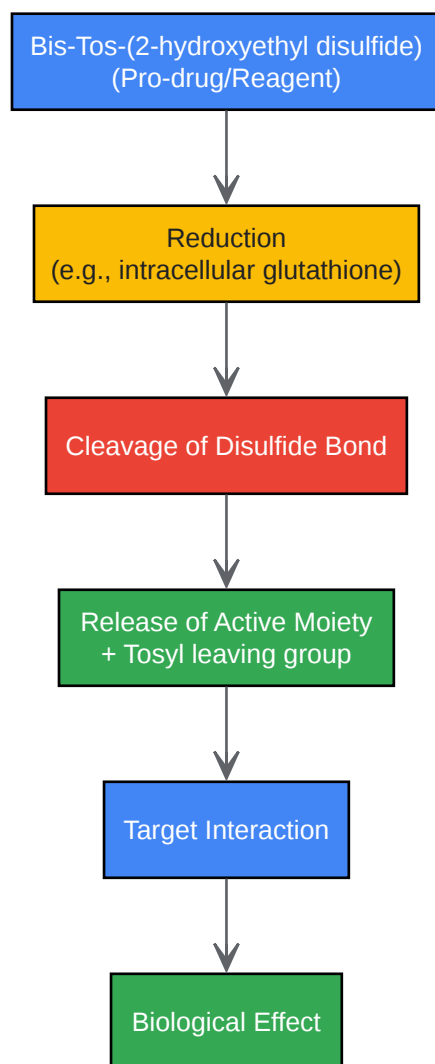 Bis-Tos-(2-hydroxyethyl disulfide)
(Pro-drug/Reagent)
Reduction
(e.g., intracellular glutathione)
Cleavage of Disulfide Bond
Release of Active Moiety
+ Tosyl leaving group
Target Interaction
Biological Effect